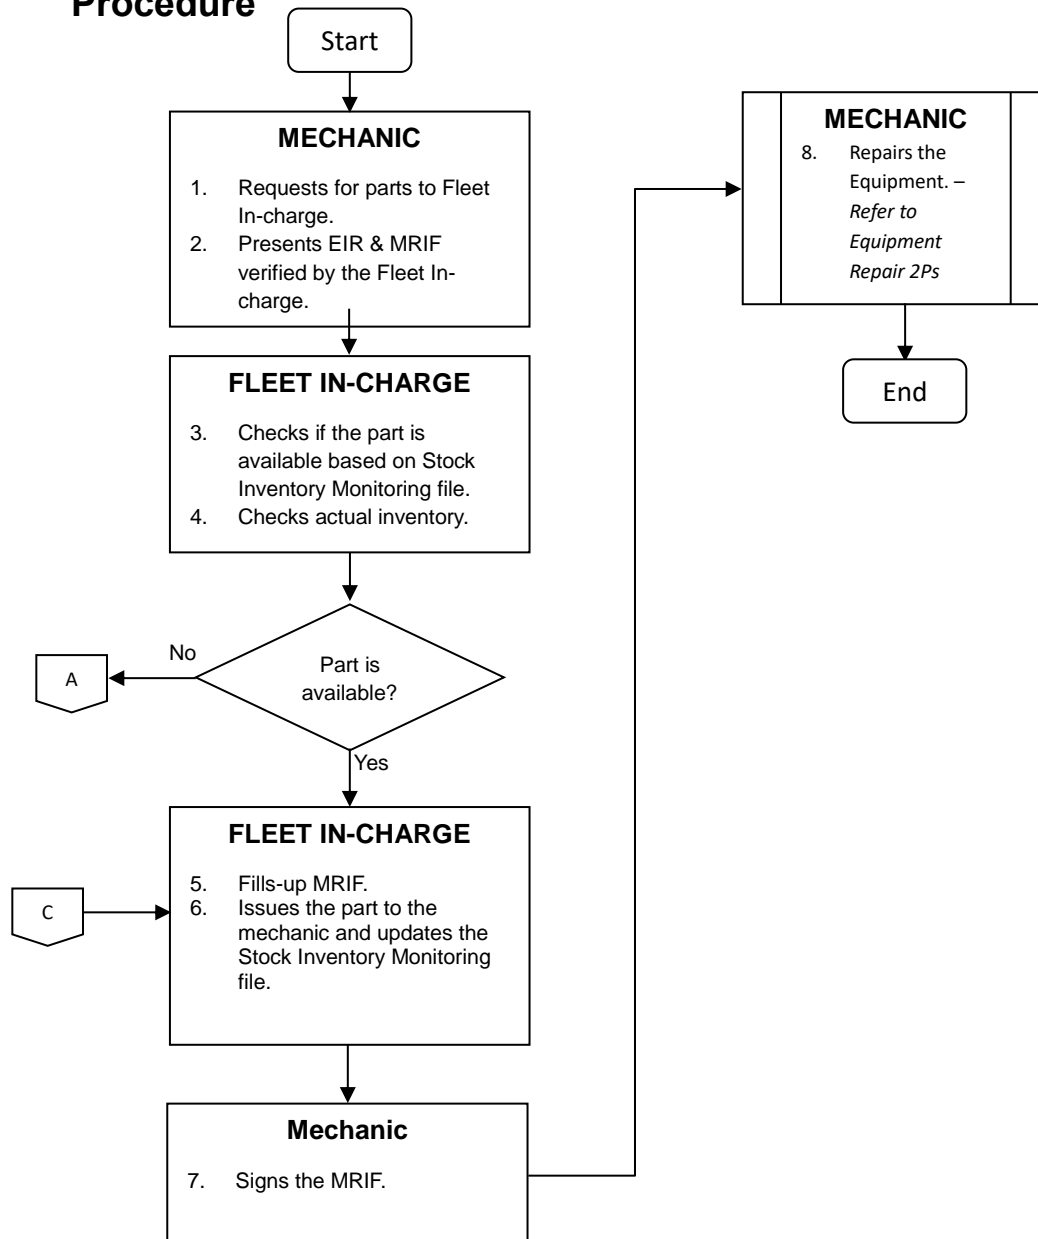 Procedure
Start
MECHANIC
1. Requests for parts to Fleet
In-charge.
2. Presents EIR & MRIF
verified by the Fleet In-
charge.
FLEET IN-CHARGE
3. Checks if the part is
available based on Stock
Inventory Monitoring file.
4. Checks actual inventory.
Part is
available?
No
A
Yes
FLEET IN-CHARGE
5. Fills-up MRIF.
6. Issues the part to the
mechanic and updates the
Stock Inventory Monitoring
file.
C
Mechanic
7. Signs the MRIF.
MECHANIC
8. Repairs the
Equipment. –
Refer to
Equipment
Repair 2Ps
End